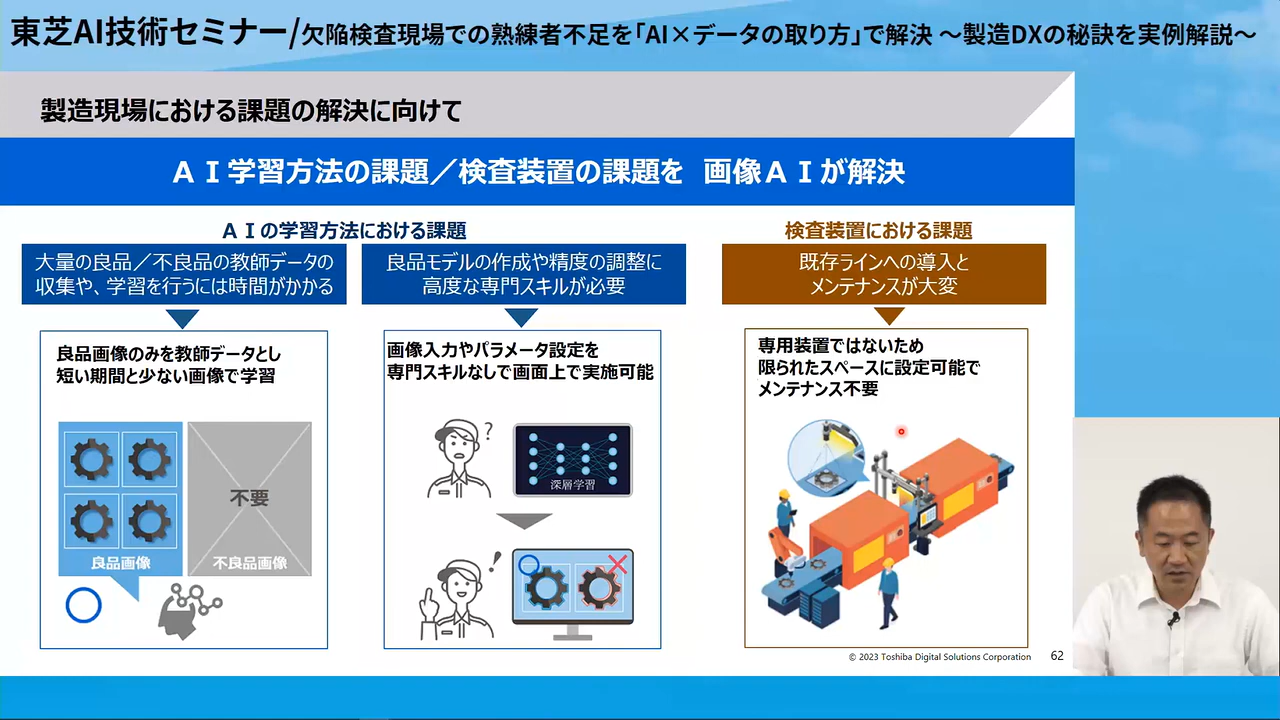 東芝AI技術セミナー/欠陥検査現場での熟練者不足を「AI×データの取り方」で解決 ～製造DXの秘訣を実例解説～
製造現場における課題の解決に向けて
ＡＩ学習方法の課題／検査装置の課題を 画像ＡＩが解決
ＡＩの学習方法における課題
大量の良品／不良品の教師データの
収集や、学習を行うには時間がかかる
良品モデルの作成や精度の調整に
高度な専門スキルが必要
検査装置における課題
既存ラインへの導入と
メンテナンスが大変
良品画像のみを教師データとし
短い期間と少ない画像で学習
不要
良品画像
不良品画像
画像入力やパラメータ設定を
専門スキルなしで画面上で実施可能
?
深層学習
!
専用装置ではないため
限られたスペースに設定可能で
メンテナンス不要
© 2023 Toshiba Digital Solutions Corporation
62